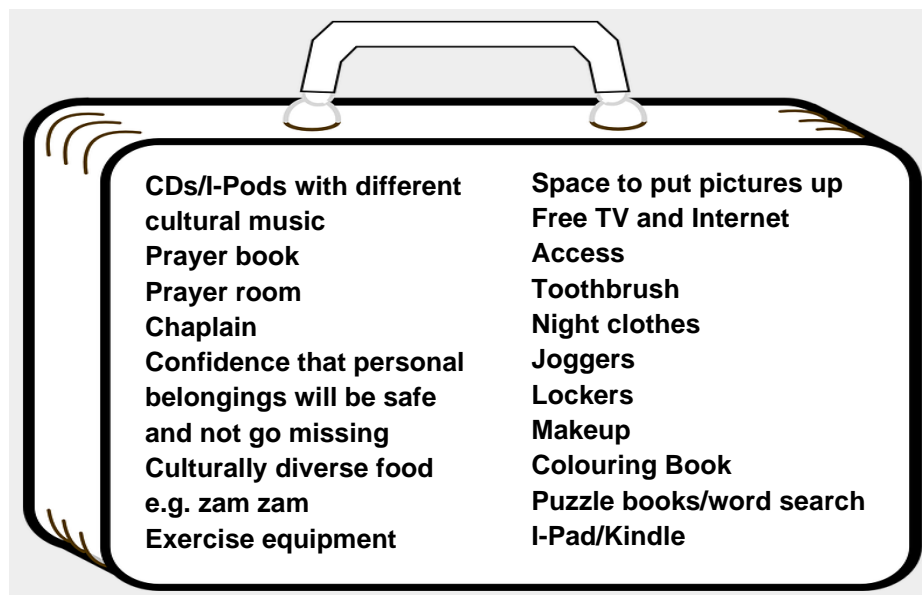 CDs/I-Pods with different
cultural music
Prayer book
Prayer room
Chaplain
Confidence that personal
belongings will be safe
and not go missing
Culturally diverse food
e.g. zam zam
Exercise equipment
Space to put pictures up
Free TV and Internet
Access
Toothbrush
Night clothes
Joggers
Lockers
Makeup
Colouring Book
Puzzle books/word search
I-Pad/Kindle